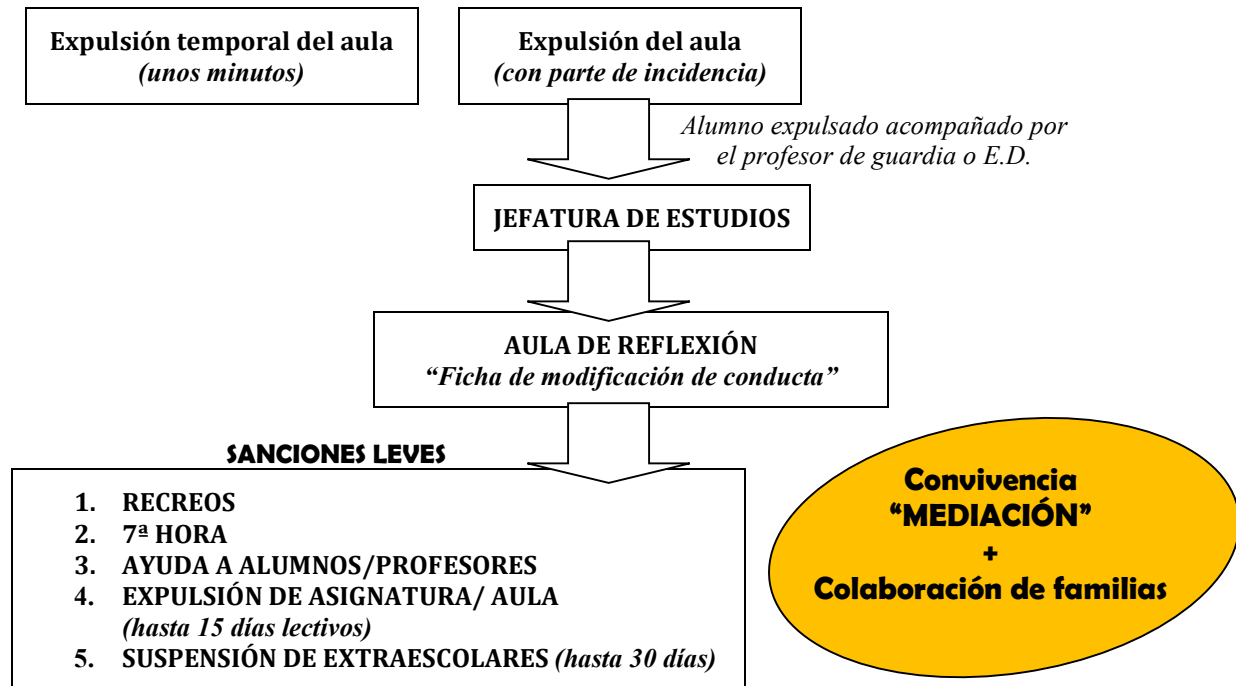 Expulsión temporal del aula
(unos minutos)
Expulsión del aula
(con parte de incidencia)
Alumno expulsado acompañado por
el profesor de guardia o E.D.
JEFATURA DE ESTUDIOS
AULA DE REFLEXIÓN
“Ficha de modificación de conducta”
SANCIONES LEVES
1. RECREOS
2. 7ª HORA
3. AYUDA A ALUMNOS/PROFESORES
4. EXPULSIÓN DE ASIGNATURA/ AULA
(hasta 15 días lectivos)
5. SUSPENSIÓN DE EXTRAESCOLARES (hasta 30 días)
Convivencia
“MEDIACIÓN”
+
Colaboración de familias